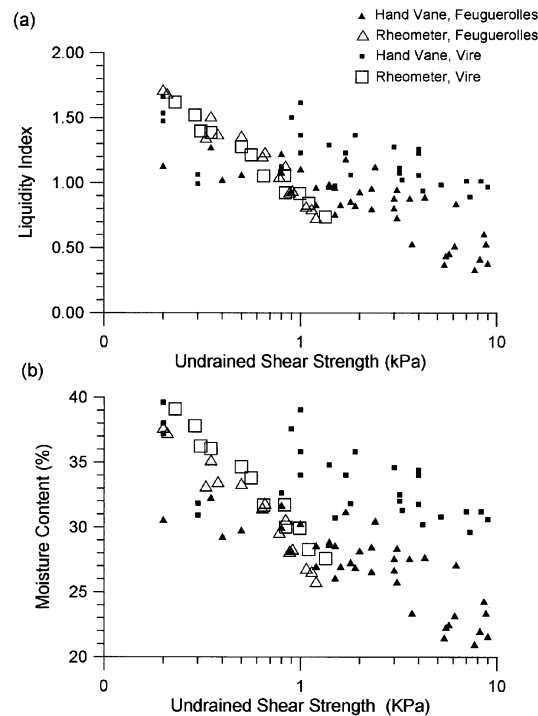 (a)
Hand Vane, Feuguerolles
Rheometer, Feuguerolles
Hand Vane, Vire
Rheometer, Vire
2.00
1.50
1.00
0.50
0.00
Liquidity Index
0 1 10
Undrained Shear Strength (kPa)
(b)
40
35
30
25
20
Moisture Content (%)
0 1 10
Undrained Shear Strength (KPa)